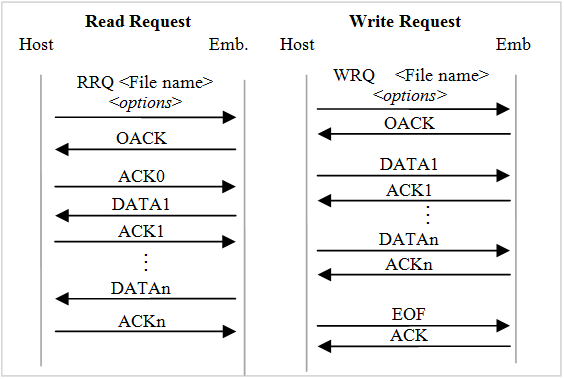 Read Request
Host Emb.
RRQ <File name>
<options>
OACK
ACK0
DATA1
ACK1
⋮
DATAn
ACKn
Write Request
Host Emb
WRQ <File name>
<options>
OACK
DATA1
ACK1
⋮
DATAn
ACKn
EOF
ACK